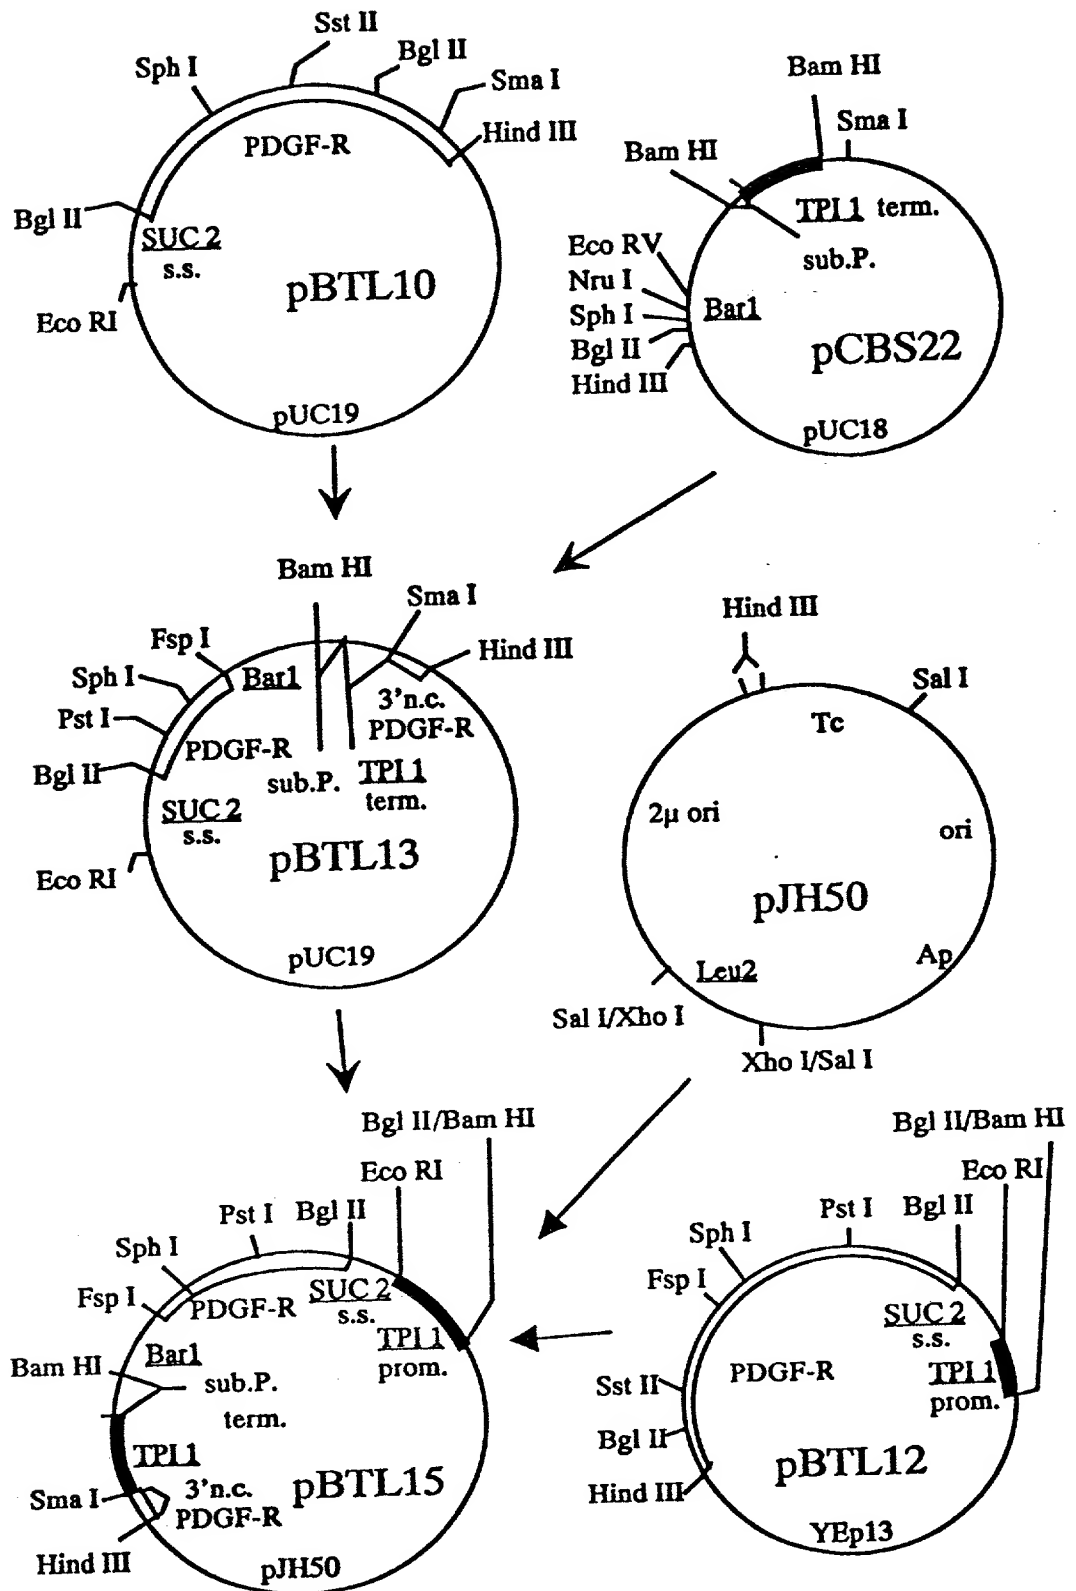 Sst II
Sph I
Bgl II
Sma I
Hind III
PDGF-R
Bgl II
SUC 2
s.s.
pBTL10
Eco RI
pUC19
Bam HI
Sma I
Bam HI
TPI 1 term.
sub.P.
Eco RV
Nru I
Sph I
Bgl II
Hind III
Bar1
pCBS22
pUC18
Bam HI
Sma I
Fsp I
Hind III
Sph I
Bar1
3'n.c.
PDGF-R
Pst I
PDGF-R
Bgl II
sub.P.
TPI 1
term.
SUC 2
s.s.
pBTL13
Eco RI
pUC19
Hind III
Sal I
Tc
2μ ori
ori
pJH50
Ap
Leu2
Sal I/Xho I
Xho I/Sal I
Bgl II/Bam HI
Eco RI
Pst I
Bgl II
Sph I
Fsp I
PDGF-R
SUC 2
s.s.
TPI 1
prom.
Bar1
Bam HI
sub.P.
term.
TPI 1
Sma I
3'n.c.
PDGF-R
pBTL15
Hind III
pJH50
Bgl II/Bam HI
Eco RI
Pst I
Bgl II
Sph I
Fsp I
SUC 2
s.s.
PDGF-R
TPI 1
prom.
Sst II
Bgl II
Hind III
pBTL12
YEp13